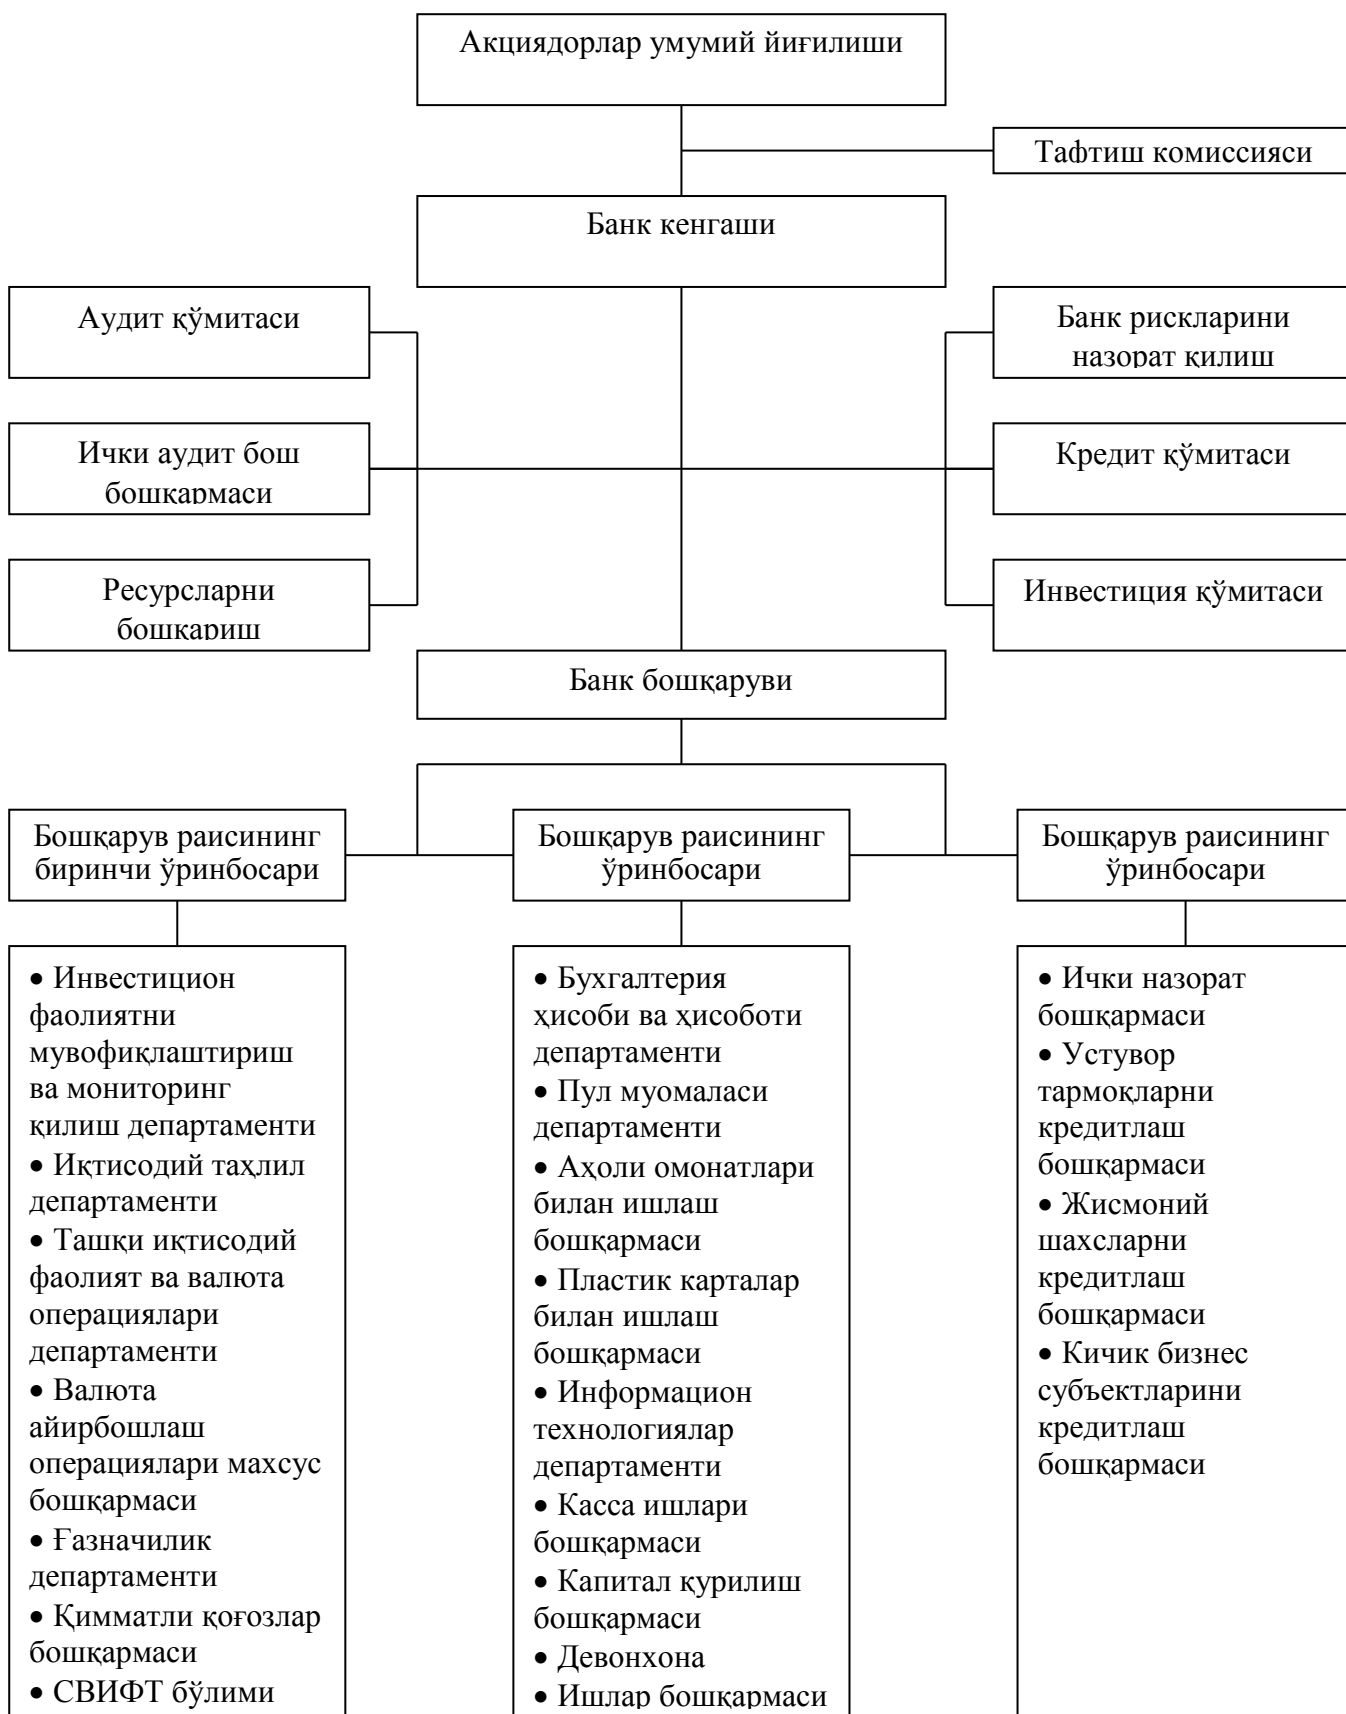 Акциядорлар умумий йиғилиши
Тафтиш комиссияси
Банк кенгаши
Аудит қўмитаси
Банк рискларини
назорат қилиш
Ички аудит бош
бошқармаси
Кредит қўмитаси
Ресурсларни
бошқариш
Инвестиция қўмитаси
Банк бошқаруви
Бошқарув раисининг
биринчи ўринбосари
Бошқарув раисининг
ўринбосари
Бошқарув раисининг
ўринбосари
• Инвестицион
фаолиятни
мувофиқлаштириш
ва мониторинг
қилиш департаменти
• Иқтисодий таҳлил
департаменти
• Ташқи иқтисодий
фаолият ва валюта
операциялари
департаменти
• Валюта
айирбошлаш
операциялари махсус
бошқармаси
• Ғазначилик
департаменти
• Қимматли қоғозлар
бошқармаси
• СВИФТ бўлими
• Бухгалтерия
ҳисоби ва ҳисоботи
департаменти
• Пул муомаласи
департаменти
• Аҳоли омонатлари
билан ишлаш
бошқармаси
• Пластик карталар
билан ишлаш
бошқармаси
• Информацион
технологиялар
департаменти
• Касса ишлари
бошқармаси
• Капитал қурилиш
бошқармаси
• Девонхона
• Ишлар бошқармаси
• Ички назорат
бошқармаси
• Устувор
тармоқларни
кредитлаш
бошқармаси
• Жисмоний
шахсларни
кредитлаш
бошқармаси
• Кичик бизнес
субъектларини
кредитлаш
бошқармаси